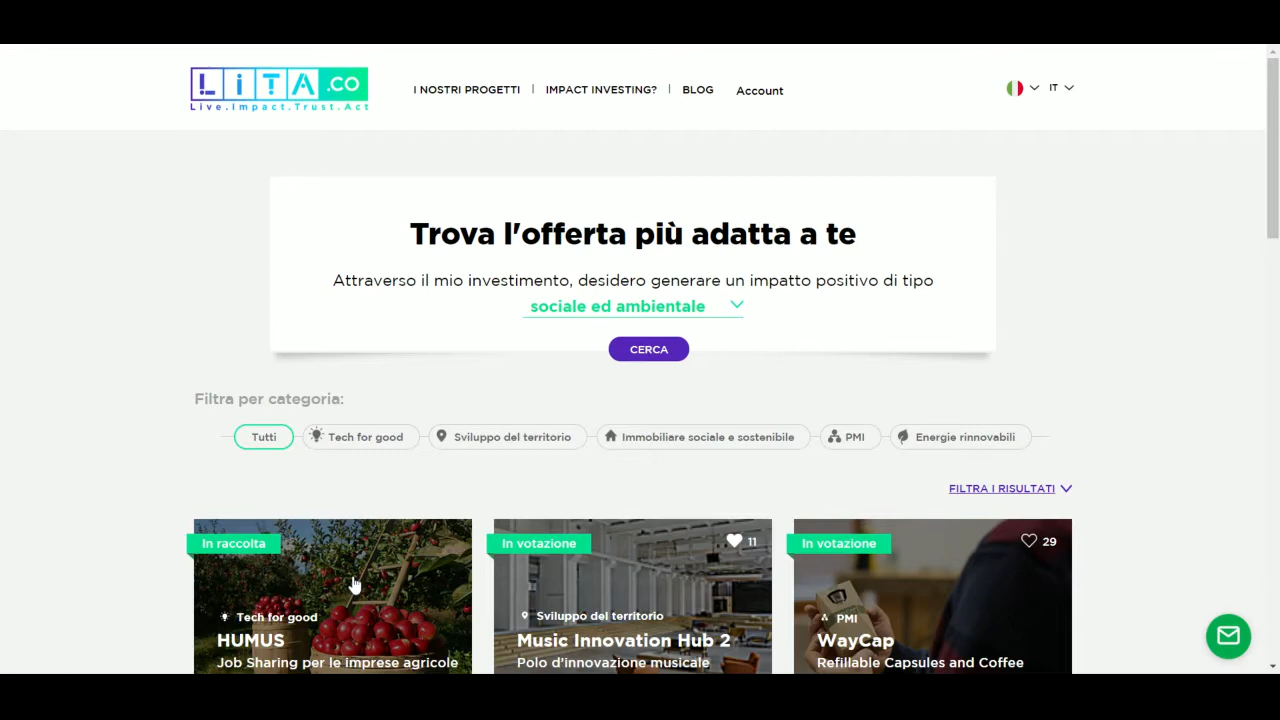 LiTA.CO
Live.Impact.Trust.Act
I NOSTRI PROGETTI
IMPACT INVESTING?
BLOG
Account
IT
Trova l'offerta più adatta a te
Attraverso il mio investimento, desidero generare un impatto positivo di tipo
sociale ed ambientale
CERCA
Filtra per categoria:
Tutti
Tech for good
Sviluppo del territorio
Immobiliare sociale e sostenibile
PMI
Energie rinnovabili
FILTRA I RISULTATI
In raccolta
Tech for good
HUMUS
Job Sharing per le imprese agricole
In votazione
11
Sviluppo del territorio
Music Innovation Hub 2
Polo d'innovazione musicale
In votazione
29
PMI
WayCap
Refillable Capsules and Coffee